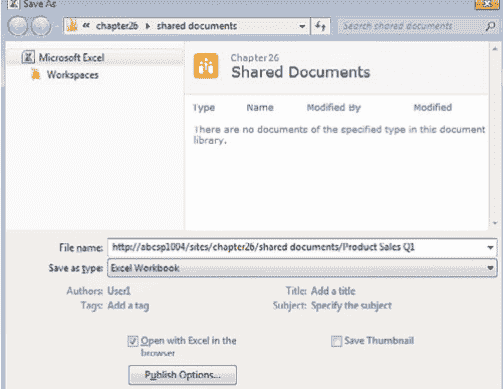 Save As
« chapter26 ▸ shared documents
Search shared documents
Microsoft Excel
Workspaces
Chapter26
Shared Documents
Type Name Modified By Modified
There are no documents of the specified type in this document
library.
File name: http://abcsp1004/sites/chapter26/shared documents/Product Sales Q1
Save as type: Excel Workbook
Authors: User1 Title: Add a title
Tags: Add a tag Subject: Specify the subject
Open with Excel in the
browser
Save Thumbnail
Publish Options...